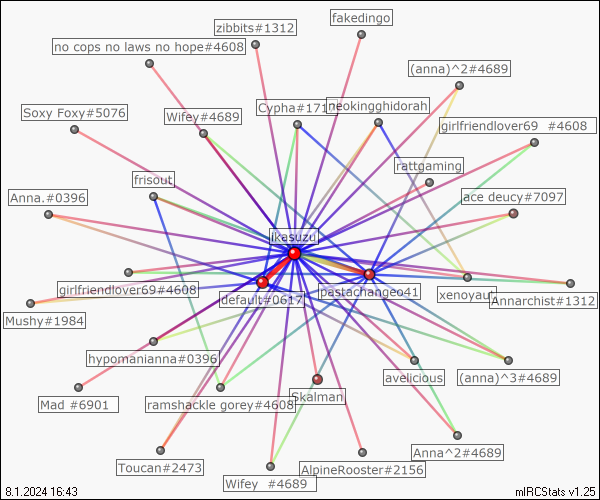 fakedingo
zibbits#1312
no cops no laws no hope#4608
(anna)^2#4689
Soxy Foxy#5076
Cypha#171
neokingghidorah
Wifey#4689
girlfriendlover69 #4608
rattgaming
frisout
Anna.#0396
ace deucy#7097
ikasuzu
girlfriendlover69#4608
default#0617
pastachangeo41
xenoyaut
Annarchist#1312
Mushy#1984
hypomanianna#0396
avelicious
(anna)^3#4689
Skalman
Mad #6901
ramshackle gorey#4608
Anna^2#4689
Toucan#2473
AlpineRooster#2156
Wifey #4689
8.1.2024 16:43
mIRCStats v1.25